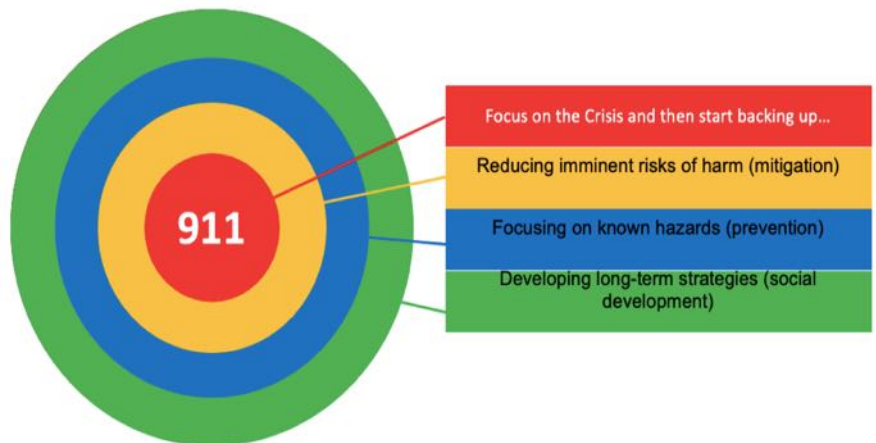 911
Focus on the Crisis and then start backing up...
Reducing imminent risks of harm (mitigation)
Focusing on known hazards (prevention)
Developing long-term strategies (social
development)